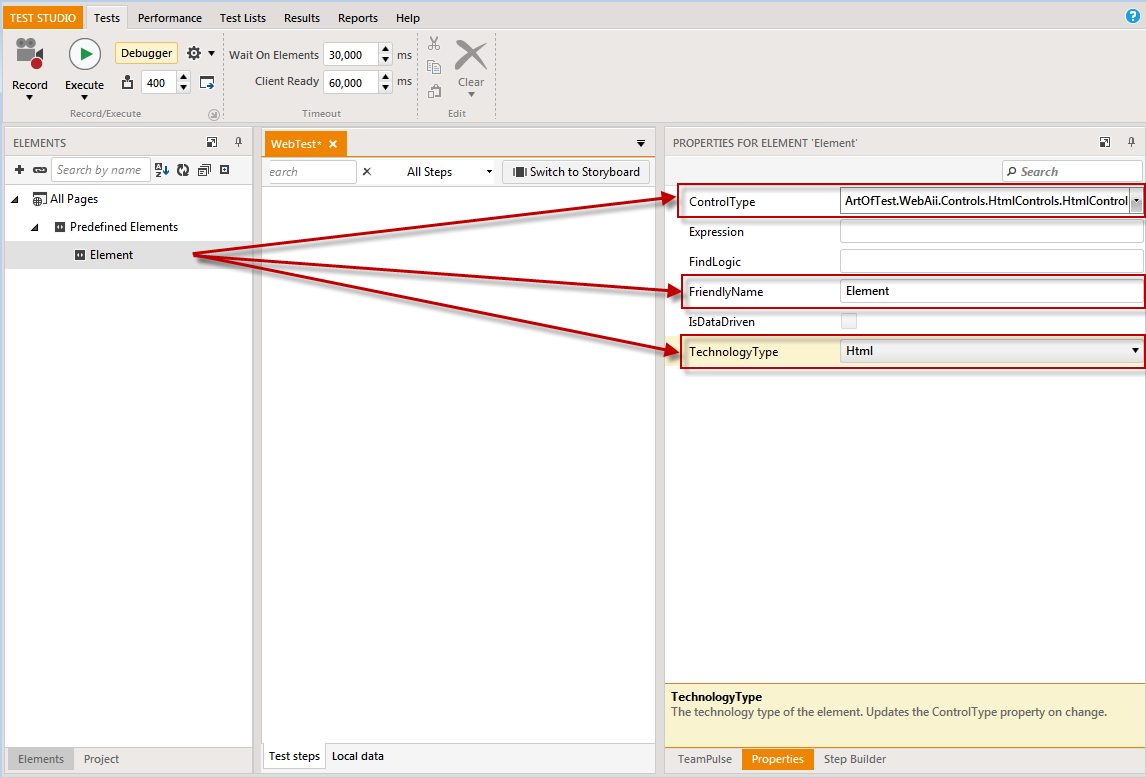 TEST STUDIO Tests Performance Test Lists Results Reports Help ?
Record
Execute
Debugger
400
Record/Execute
Wait On Elements 30,000 ms
Client Ready 60,000 ms
Timeout
Clear
Edit
ELEMENTS
Search by name
All Pages
Predefined Elements
Element
Elements Project
WebTest*
earch All Steps Switch to Storyboard
Test steps Local data
PROPERTIES FOR ELEMENT 'Element'
Search
ControlType ArtOfTest.WebAii.Controls.HtmlControls.HtmlControl
Expression
FindLogic
FriendlyName Element
IsDataDriven
TechnologyType Html
TechnologyType
The technology type of the element. Updates the ControlType property on change.
TeamPulse Properties Step Builder